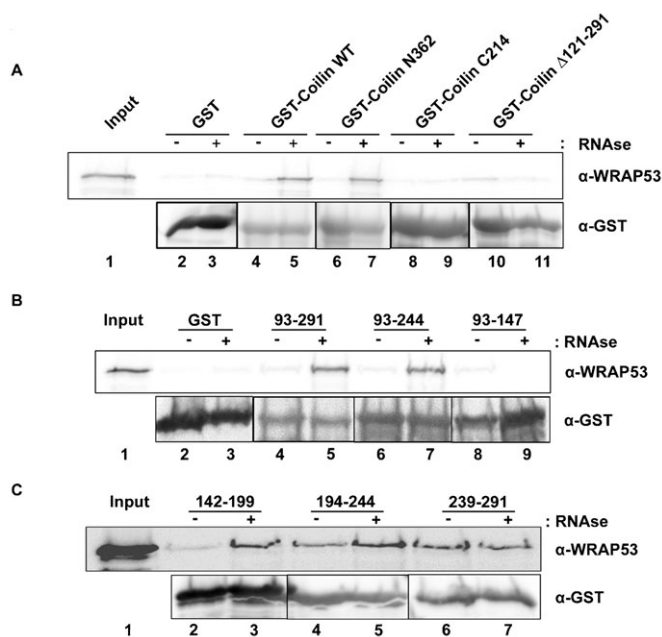 A
Input
GST
GST-Coilin WT
GST-Coilin N362
GST-Coilin C214
GST-Coilin Δ121-291
- + - + - + - + - + : RNAse
α-WRAP53
α-GST
1 2 3 4 5 6 7 8 9 10 11
B
Input GST 93-291 93-244 93-147
- + - + - + - + : RNAse
α-WRAP53
α-GST
1 2 3 4 5 6 7 8 9
C
Input 142-199 194-244 239-291
- + - + - + : RNAse
α-WRAP53
α-GST
1 2 3 4 5 6 7